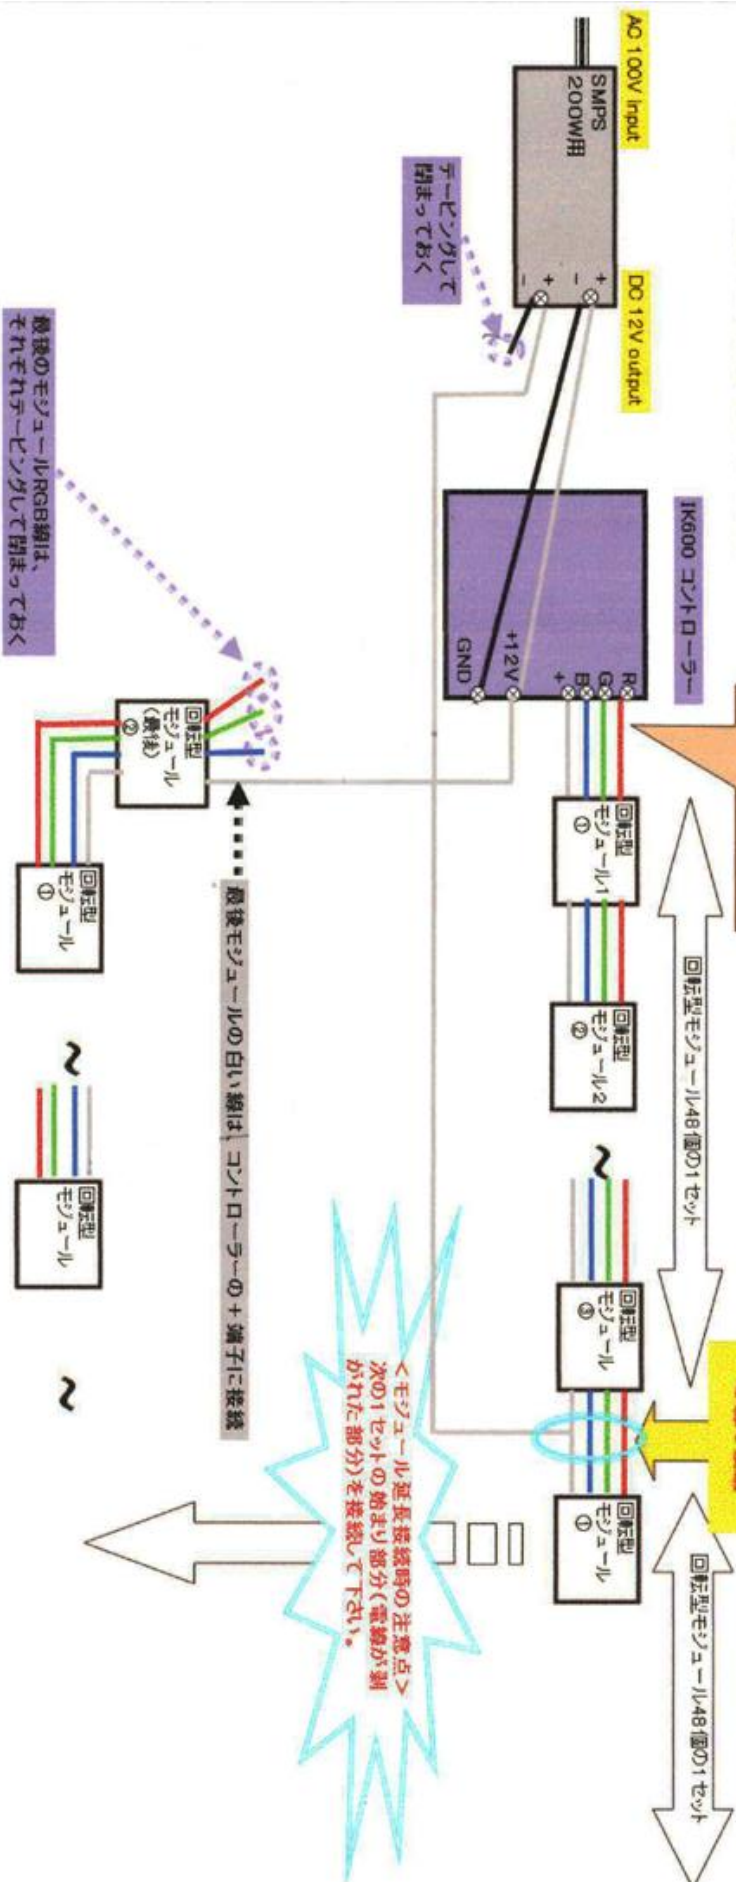 AC 100V input
SMPS
200W用
DC 12V output
+
-
+
-
テーピングして
閉まっておく
IK600 コントローラー
R
G
B
+
+12V
GND
回転型モジュール48個の1セット
回転型モジュール48個の1セット
回転型
モジュール1
①
回転型
モジュール2
②
~
回転型
モジュール
③
回転型
モジュール
①
<モジュール延長接続時の注意点>
次の1セットの始まり部分(電線が剥
がれた部分)を接続して下さい。
最後モジュールの白い線は、コントローラーの+端子に接続
最後のモジュールRGB線は、
それぞれテーピングして閉まっておく
回転型
モジュール
(最後)
②
回転型
モジュール
①
~
回転型
モジュール
~